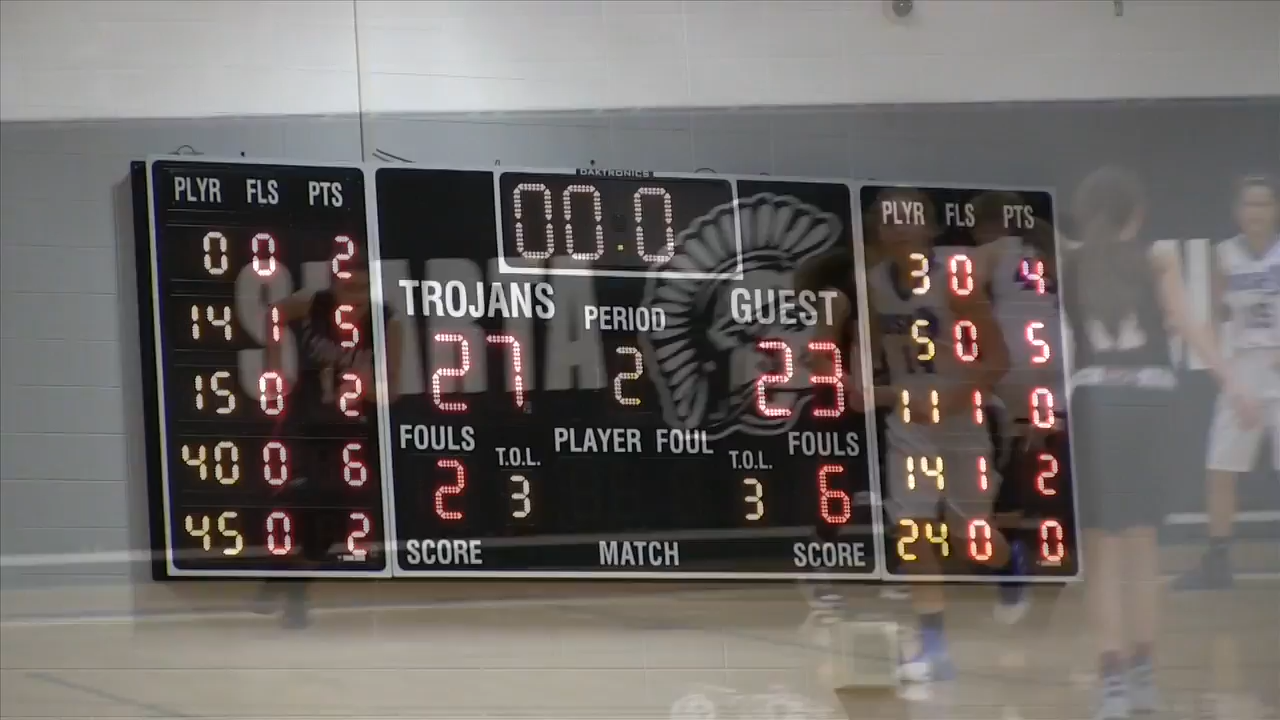 DAKTRONICS
PLYR FLS PTS
0 0 2
14 1 5
15 0 2
40 0 6
45 0 2
00.0
TROJANS
PERIOD
GUEST
27
2
23
FOULS
T.O.L.
PLAYER FOUL
T.O.L.
FOULS
2
3
3
6
SCORE
MATCH
SCORE
PLYR FLS PTS
3 0 4
5 0 5
11 1 0
14 1 2
24 0 0
SPARTA